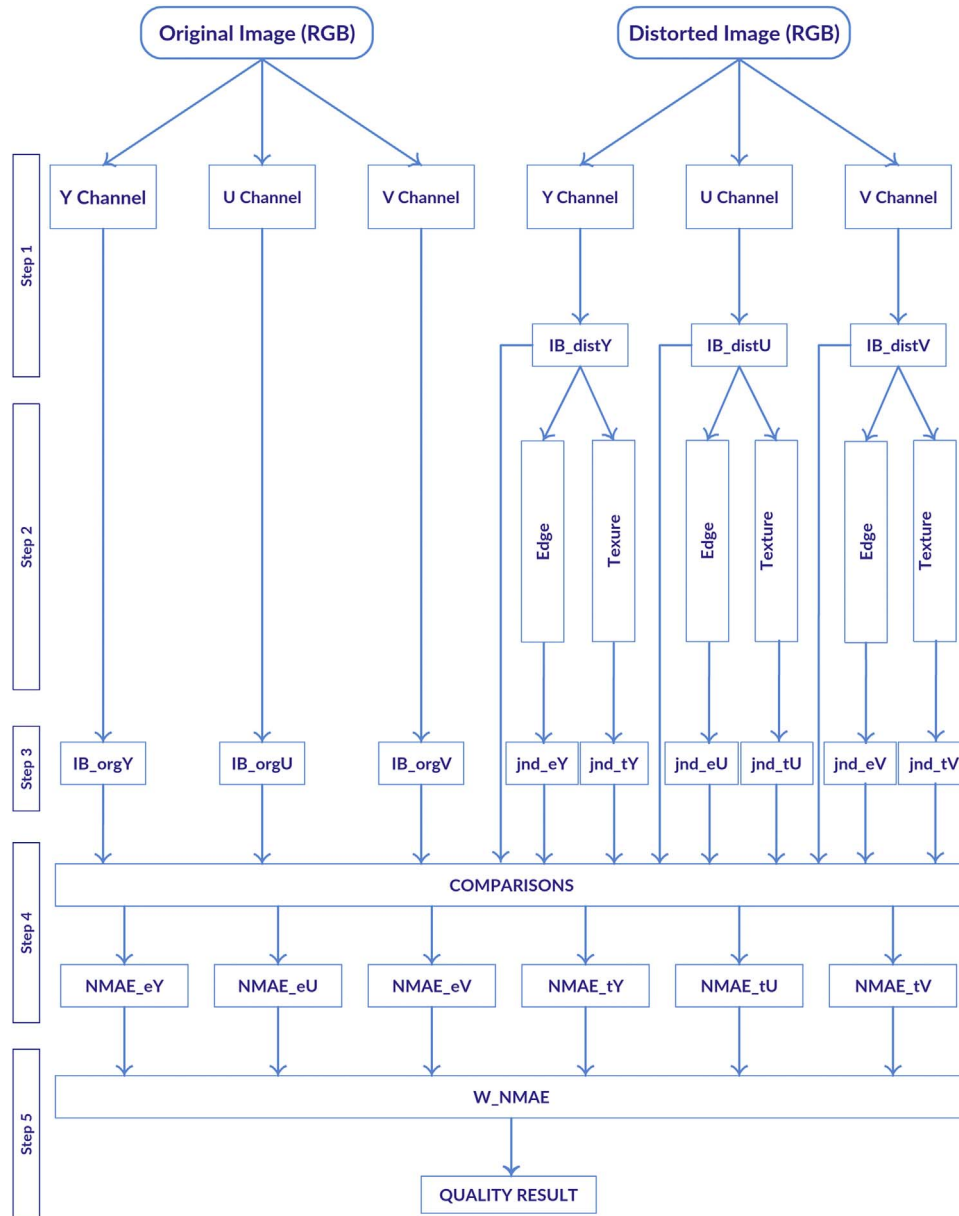 Original Image (RGB)
Distorted Image (RGB)
Step 1
Y Channel
U Channel
V Channel
Y Channel
U Channel
V Channel
IB_distY
IB_distU
IB_distV
Step 2
Edge
Texure
Edge
Texture
Edge
Texture
Step 3
IB_orgY
IB_orgU
IB_orgV
jnd_eY
jnd_tY
jnd_eU
jnd_tU
jnd_eV
jnd_tV
Step 4
COMPARISONS
NMAE_eY
NMAE_eU
NMAE_eV
NMAE_tY
NMAE_tU
NMAE_tV
Step 5
W_NMAE
QUALITY RESULT